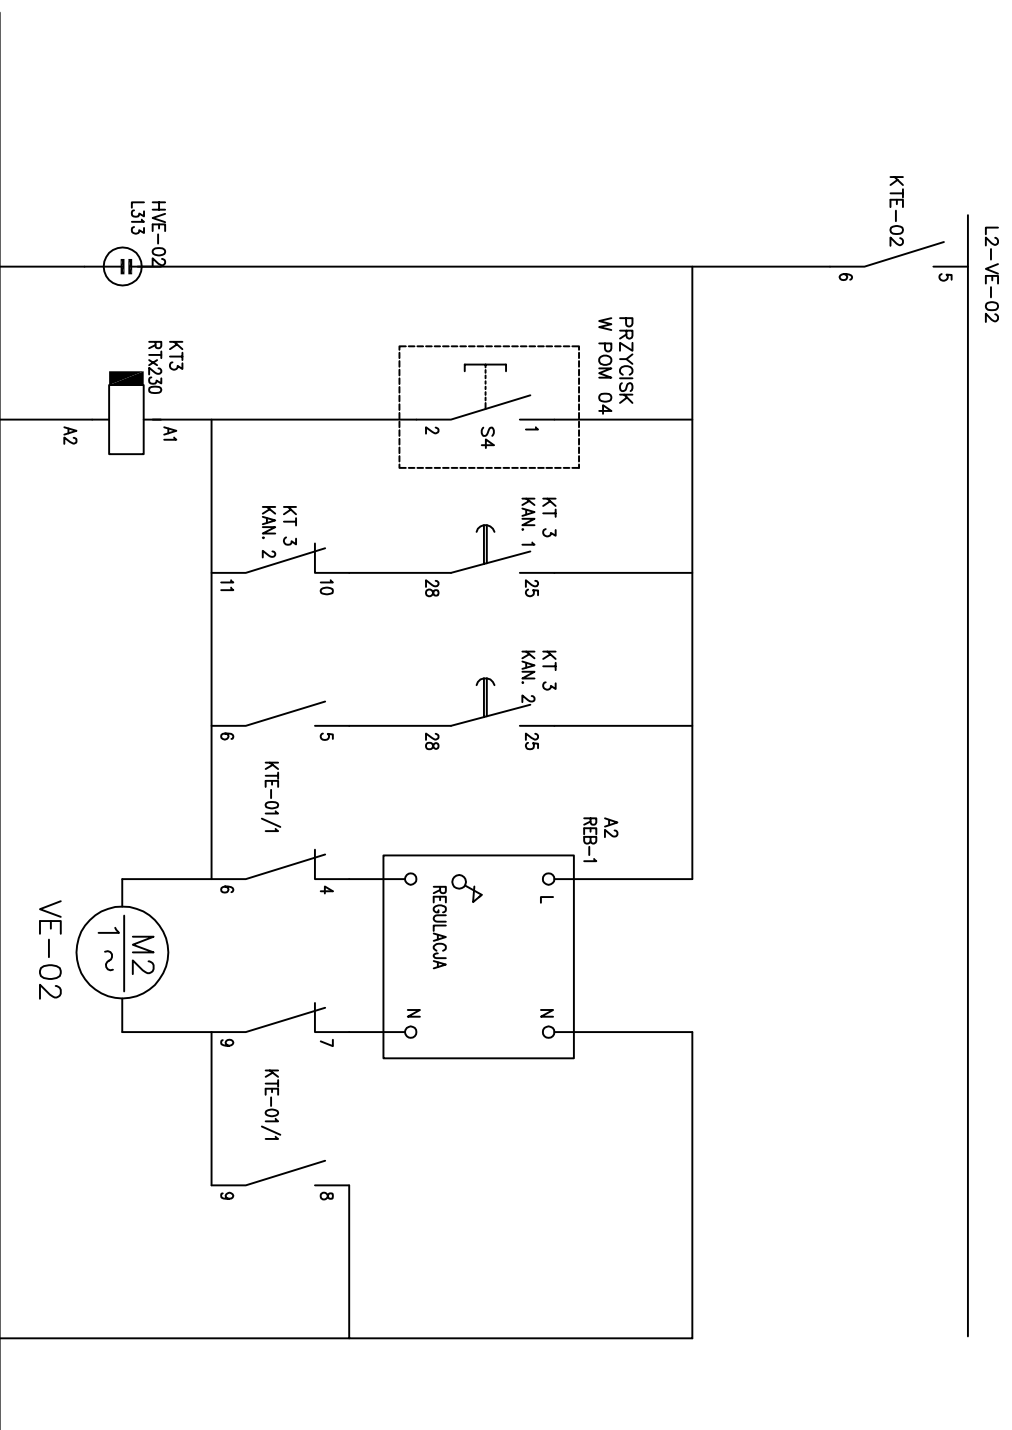 L2-VE-02
KTE-02
5
6
HVE-02
L313
PRZYCISK
W POM 04
1
S4
2
KT3
RTx230
A1
A2
KT 3
KAN. 1
25
28
KT 3
KAN. 2
10
11
KT 3
KAN. 2
25
28
5
6
KTE-01/1
4
6
A2
REB-1
L
N
REGULACJA
N
7
9
M2
1~
VE-02
KTE-01/1
8
9